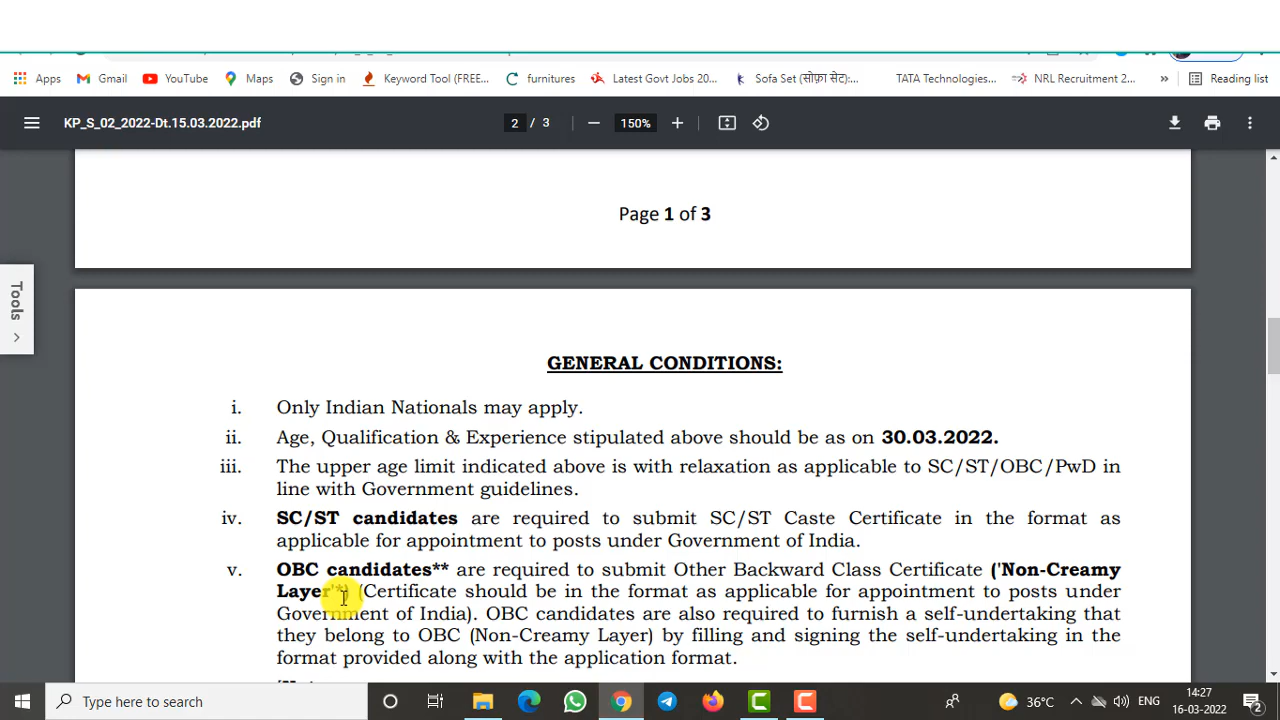 Apps Gmail YouTube Maps Sign in Keyword Tool (FREE... furnitures Latest Govt Jobs 20... Sofa Set (सोफ़ा सेट):... TATA Technologies... NRL Recruitment 2... » Reading list
KP_S_02_2022-Dt.15.03.2022.pdf 2 / 3 150%
Page 1 of 3
Tools
GENERAL CONDITIONS:
i. Only Indian Nationals may apply.
ii. Age, Qualification & Experience stipulated above should be as on 30.03.2022.
iii. The upper age limit indicated above is with relaxation as applicable to SC/ST/OBC/PwD in
line with Government guidelines.
iv. SC/ST candidates are required to submit SC/ST Caste Certificate in the format as
applicable for appointment to posts under Government of India.
v. OBC candidates** are required to submit Other Backward Class Certificate ('Non-Creamy
Layer'*) (Certificate should be in the format as applicable for appointment to posts under
Government of India). OBC candidates are also required to furnish a self-undertaking that
they belong to OBC (Non-Creamy Layer) by filling and signing the self-undertaking in the
format provided along with the application format.
Type here to search 36°C ENG 14:27
16-03-2022 2